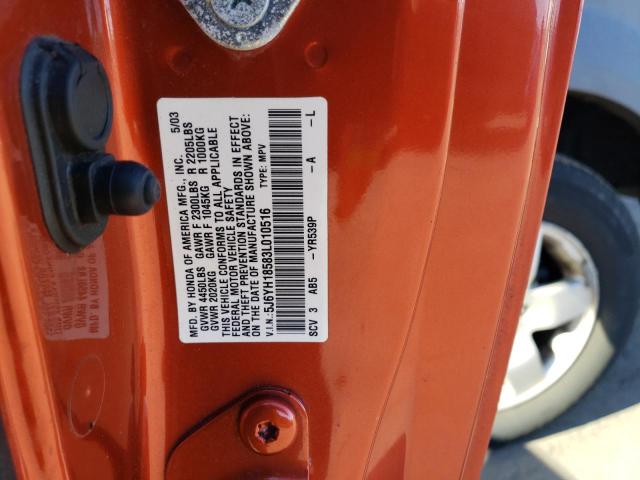 MFD. BY HONDA OF AMERICA MFG., INC. 5/03
GVWR 4450LBS GAWR F 2300LBS R 2205LBS
GVWR 2020KG GAWR F 1045KG R 1000KG
THIS VEHICLE CONFORMS TO ALL APPLICABLE
FEDERAL MOTOR VEHICLE SAFETY
AND THEFT PREVENTION STANDARDS IN EFFECT
ON THE DATE OF MANUFACTURE SHOWN ABOVE:
V.I.N.: 5J6YH18583L010516 TYPE: MPV
SCV 3 AB5 –YR539P –A –L